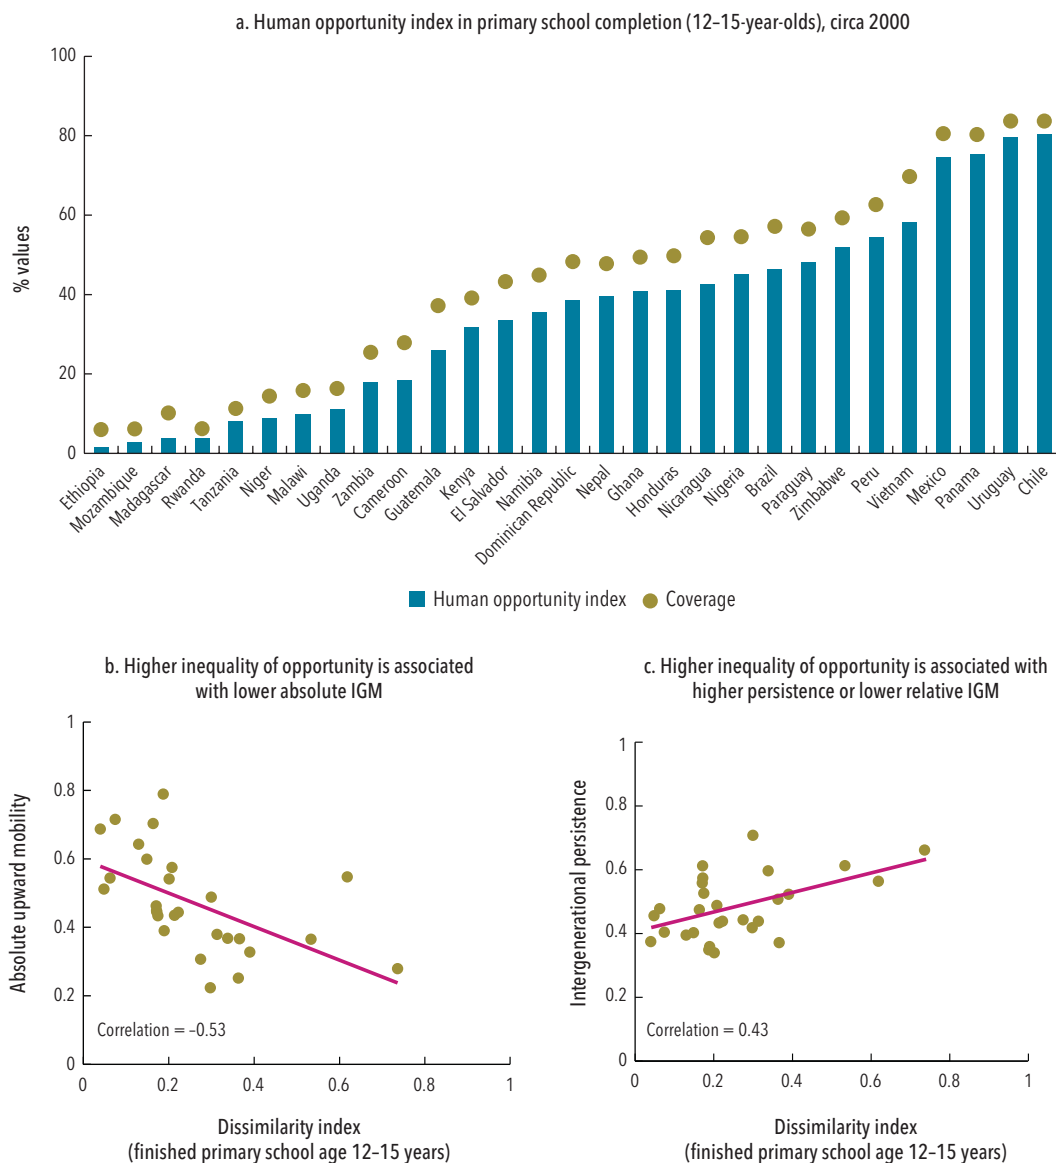 a. Human opportunity index in primary school completion (12–15-year-olds), circa 2000
100
80
60
40
20
0
% values
Ethiopia
Mozambique
Madagascar
Rwanda
Tanzania
Niger
Malawi
Uganda
Zambia
Cameroon
Guatemala
Kenya
El Salvador
Namibia
Dominican Republic
Nepal
Ghana
Honduras
Nicaragua
Nigeria
Brazil
Paraguay
Zimbabwe
Peru
Vietnam
Mexico
Panama
Uruguay
Chile
Human opportunity index
Coverage
b. Higher inequality of opportunity is associated
with lower absolute IGM
1
0.8
0.6
0.4
0.2
0
Absolute upward mobility
Correlation = –0.53
0
0.2
0.4
0.6
0.8
1
Dissimilarity index
(finished primary school age 12–15 years)
c. Higher inequality of opportunity is associated with
higher persistence or lower relative IGM
1
0.8
0.6
0.4
0.2
0
Intergenerational persistence
Correlation = 0.43
0
0.2
0.4
0.6
0.8
1
Dissimilarity index
(finished primary school age 12–15 years)